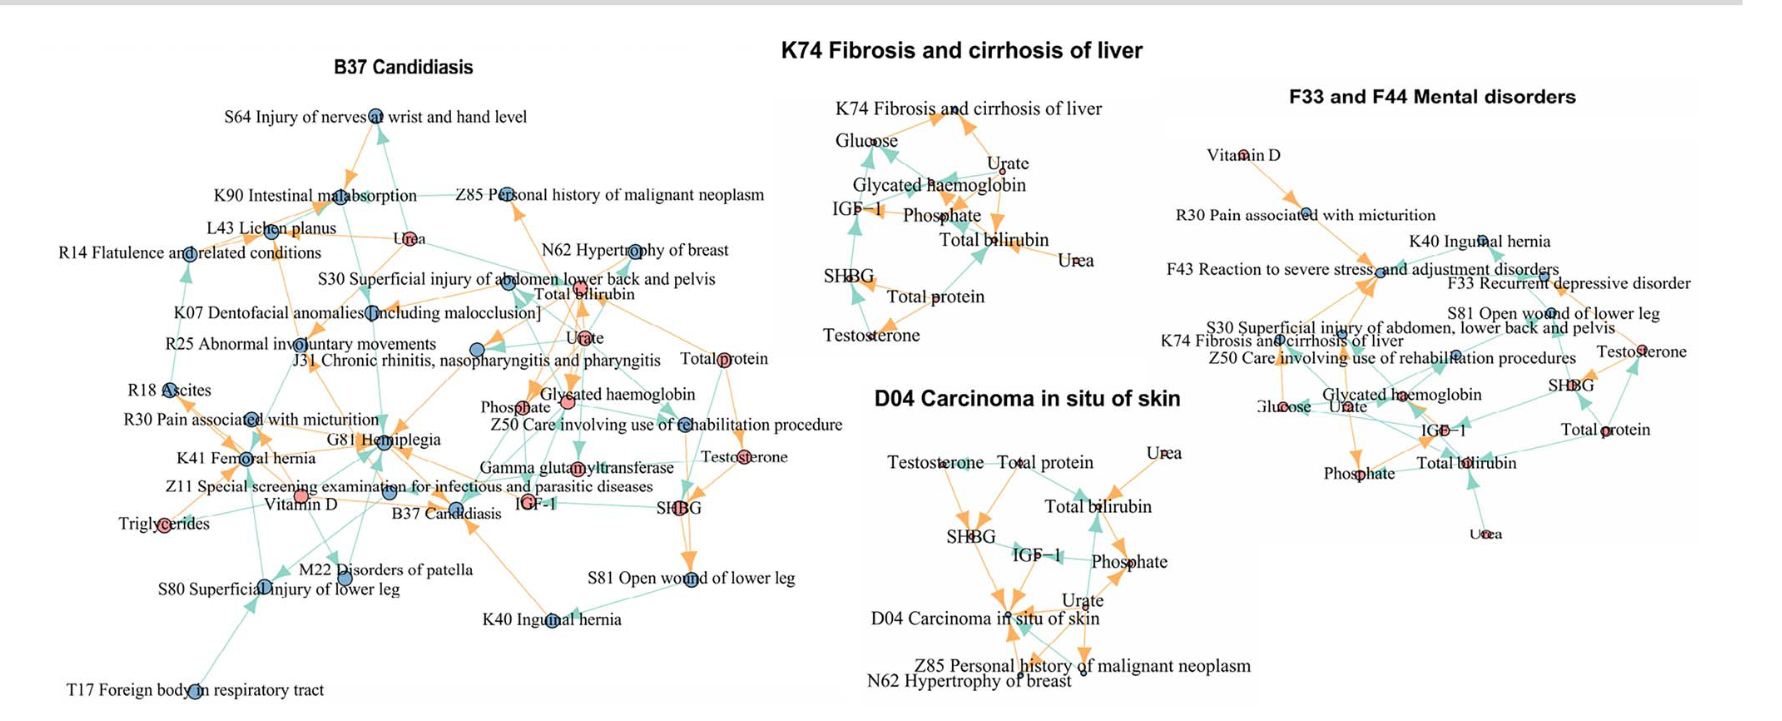 B37 Candidiasis
S64 Injury of nerves at wrist and hand level
K90 Intestinal malabsorption
Z85 Personal history of malignant neoplasm
L43 Lichen planus
Urea
R14 Flatulence and related conditions
N62 Hypertrophy of breast
S30 Superficial injury of abdomen lower back and pelvis
Total bilirubin
K07 Dentofacial anomalies [including malocclusion]
R25 Abnormal involuntary movements
Urate
J31 Chronic rhinitis, nasopharyngitis and pharyngitis
Total protein
R18 Ascites
Glycated haemoglobin
Phosphate
R30 Pain associated with micturition
Z50 Care involving use of rehabilitation procedure
G81 Hemiplegia
K41 Femoral hernia
Testosterone
Gamma glutamyltransferase
Z11 Special screening examination for infectious and parasitic diseases
Vitamin D
IGF-1
SHBG
B37 Candidiasis
Triglycerides
M22 Disorders of patella
S81 Open wound of lower leg
S80 Superficial injury of lower leg
K40 Inguinal hernia
T17 Foreign body in respiratory tract
K74 Fibrosis and cirrhosis of liver
K74 Fibrosis and cirrhosis of liver
Glucose
Urate
Glycated haemoglobin
IGF-1
Phosphate
Total bilirubin
Urea
SHBG
Total protein
Testosterone
D04 Carcinoma in situ of skin
Urea
Testosterone
Total protein
Total bilirubin
SHBG
IGF-1
Phosphate
Urate
D04 Carcinoma in situ of skin
Z85 Personal history of malignant neoplasm
N62 Hypertrophy of breast
F33 and F44 Mental disorders
Vitamin D
R30 Pain associated with micturition
K40 Inguinal hernia
F43 Reaction to severe stress, and adjustment disorders
F33 Recurrent depressive disorder
S81 Open wound of lower leg
S30 Superficial injury of abdomen, lower back and pelvis
K74 Fibrosis and cirrhosis of liver
Testosterone
Z50 Care involving use of rehabilitation procedures
SHBG
Glycated haemoglobin
Glucose
Urate
IGF-1
Total protein
Total bilirubin
Phosphate
Urea